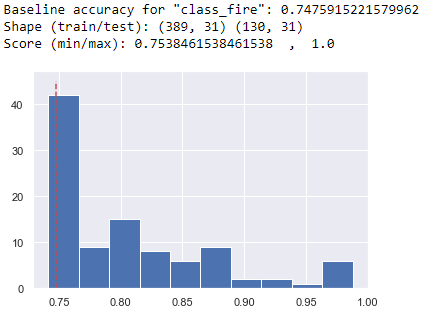 Baseline accuracy for "class_fire": 0.7475915221579962
Shape (train/test): (389, 31) (130, 31)
Score (min/max): 0.7538461538461538  ,  1.0
40
30
20
10
0
0.75 0.80 0.85 0.90 0.95 1.00